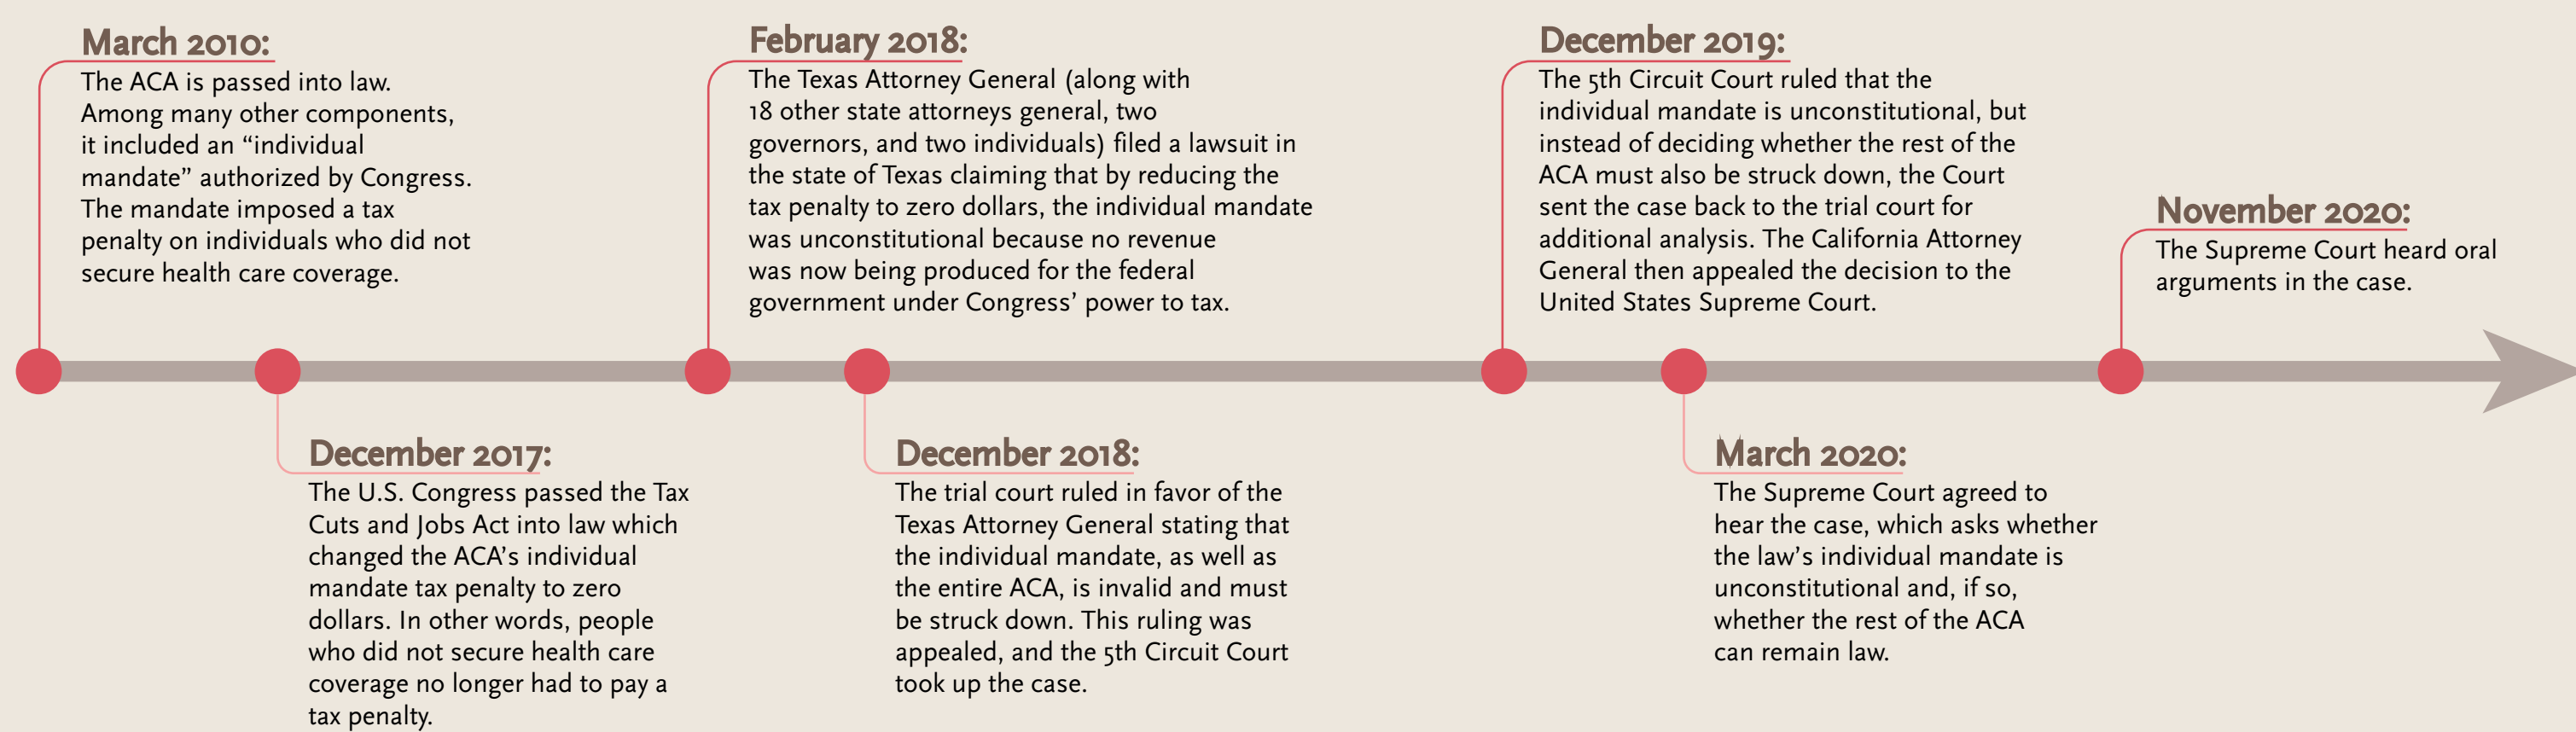 March 2010:
The ACA is passed into law.
Among many other components,
it included an “individual
mandate” authorized by Congress.
The mandate imposed a tax
penalty on individuals who did not
secure health care coverage.
December 2017:
The U.S. Congress passed the Tax
Cuts and Jobs Act into law which
changed the ACA’s individual
mandate tax penalty to zero
dollars. In other words, people
who did not secure health care
coverage no longer had to pay a
tax penalty.
February 2018:
The Texas Attorney General (along with
18 other state attorneys general, two
governors, and two individuals) filed a lawsuit in
the state of Texas claiming that by reducing the
tax penalty to zero dollars, the individual mandate
was unconstitutional because no revenue
was now being produced for the federal
government under Congress’ power to tax.
December 2018:
The trial court ruled in favor of the
Texas Attorney General stating that
the individual mandate, as well as
the entire ACA, is invalid and must
be struck down. This ruling was
appealed, and the 5th Circuit Court
took up the case.
December 2019:
The 5th Circuit Court ruled that the
individual mandate is unconstitutional, but
instead of deciding whether the rest of the
ACA must also be struck down, the Court
sent the case back to the trial court for
additional analysis. The California Attorney
General then appealed the decision to the
United States Supreme Court.
March 2020:
The Supreme Court agreed to
hear the case, which asks whether
the law’s individual mandate is
unconstitutional and, if so,
whether the rest of the ACA
can remain law.
November 2020:
The Supreme Court heard oral
arguments in the case.